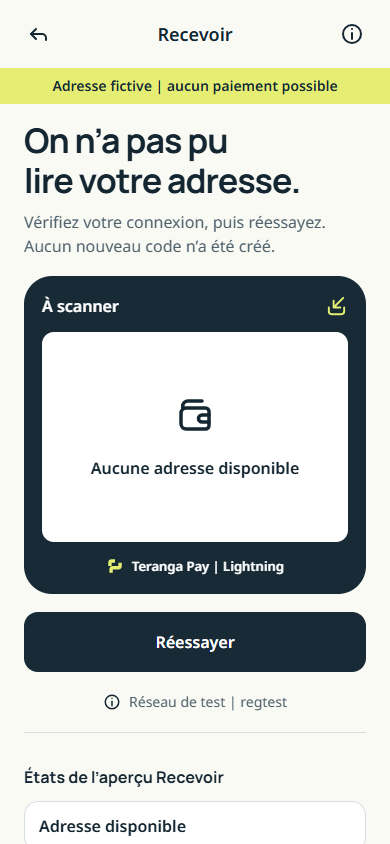 Recevoir
Adresse fictive | aucun paiement possible
On n’a pas pu
lire votre adresse.
Vérifiez votre connexion, puis réessayez.
Aucun nouveau code n’a été créé.
À scanner
Aucune adresse disponible
Teranga Pay | Lightning
Réessayer
Réseau de test | regtest
États de l’aperçu Recevoir
Adresse disponible